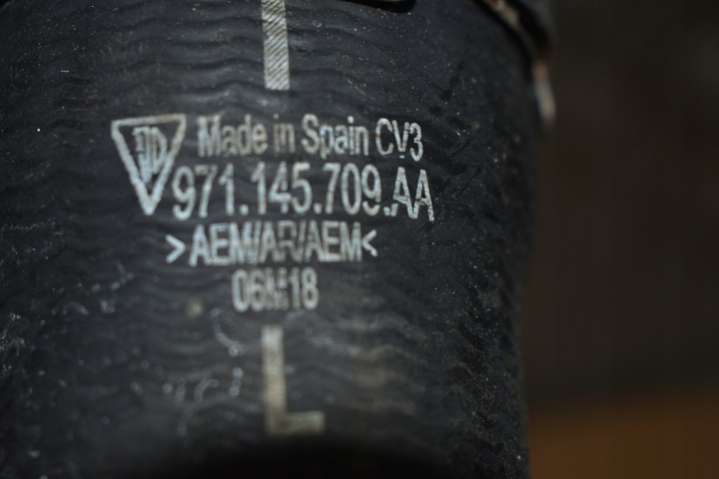 Made in Spain CV3
971.145.709.AA
>AEM/AR/AEM<
06M18
L